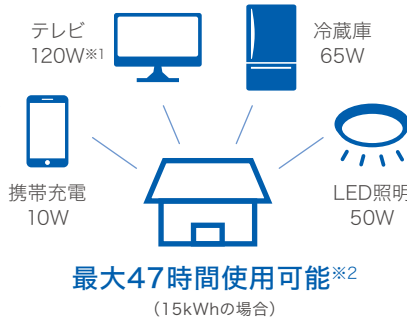 テレビ
120W※1
冷蔵庫
65W
携帯充電
10W
LED照明
50W
最大47時間使用可能※2
(15kWhの場合)